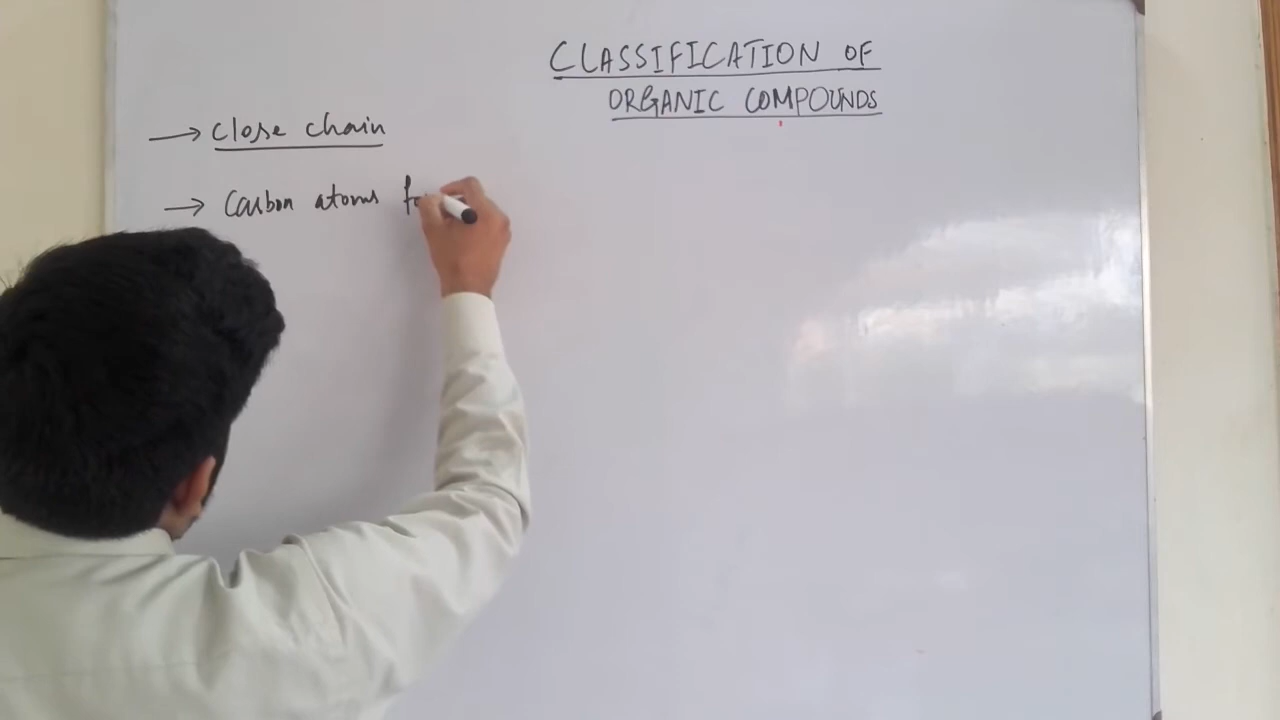 CLASSIFICATION OF
ORGANIC COMPOUNDS
→ Close chain
→ Carbon atoms